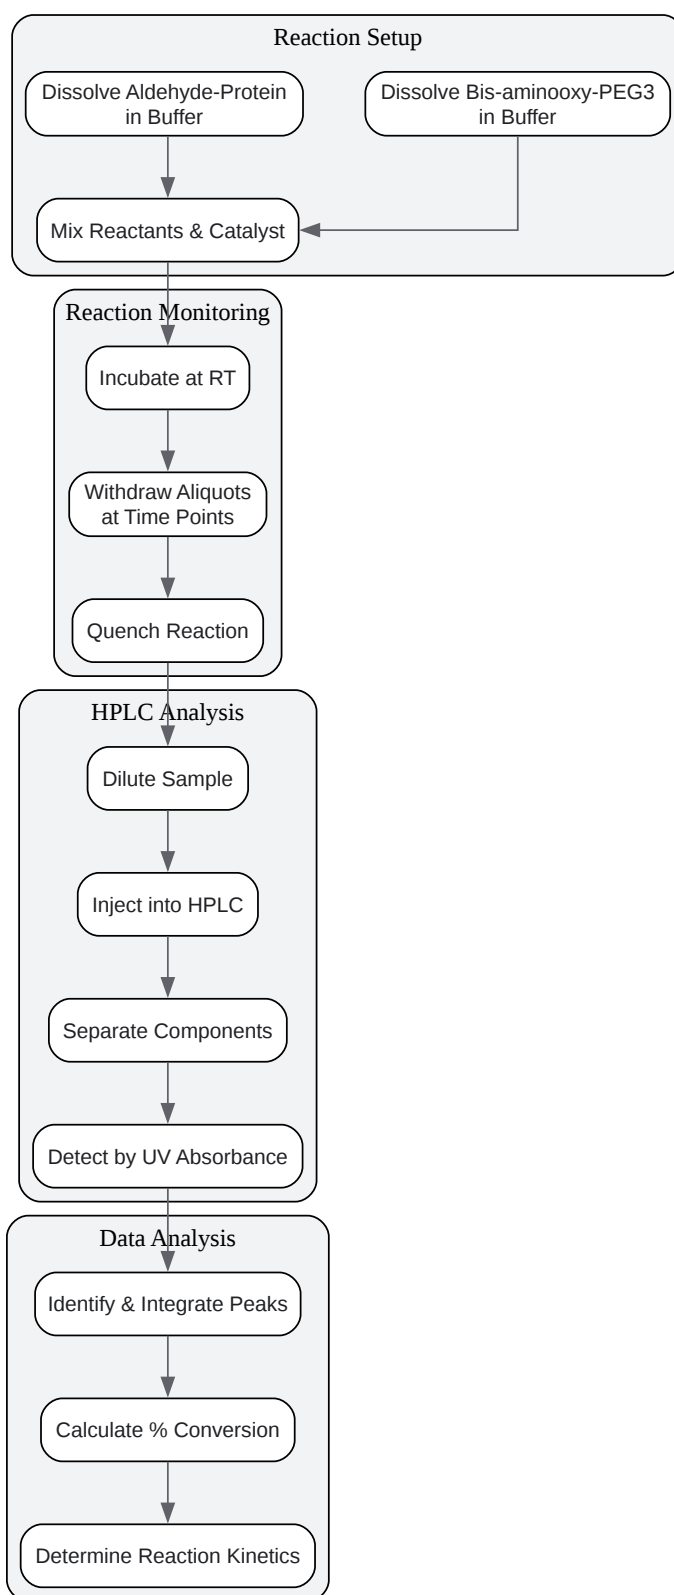 Reaction Setup
Dissolve Aldehyde-Protein
in Buffer
Dissolve Bis-aminooxy-PEG3
in Buffer
Mix Reactants & Catalyst
Reaction Monitoring
Incubate at RT
Withdraw Aliquots
at Time Points
Quench Reaction
HPLC Analysis
Dilute Sample
Inject into HPLC
Separate Components
Detect by UV Absorbance
Data Analysis
Identify & Integrate Peaks
Calculate % Conversion
Determine Reaction Kinetics